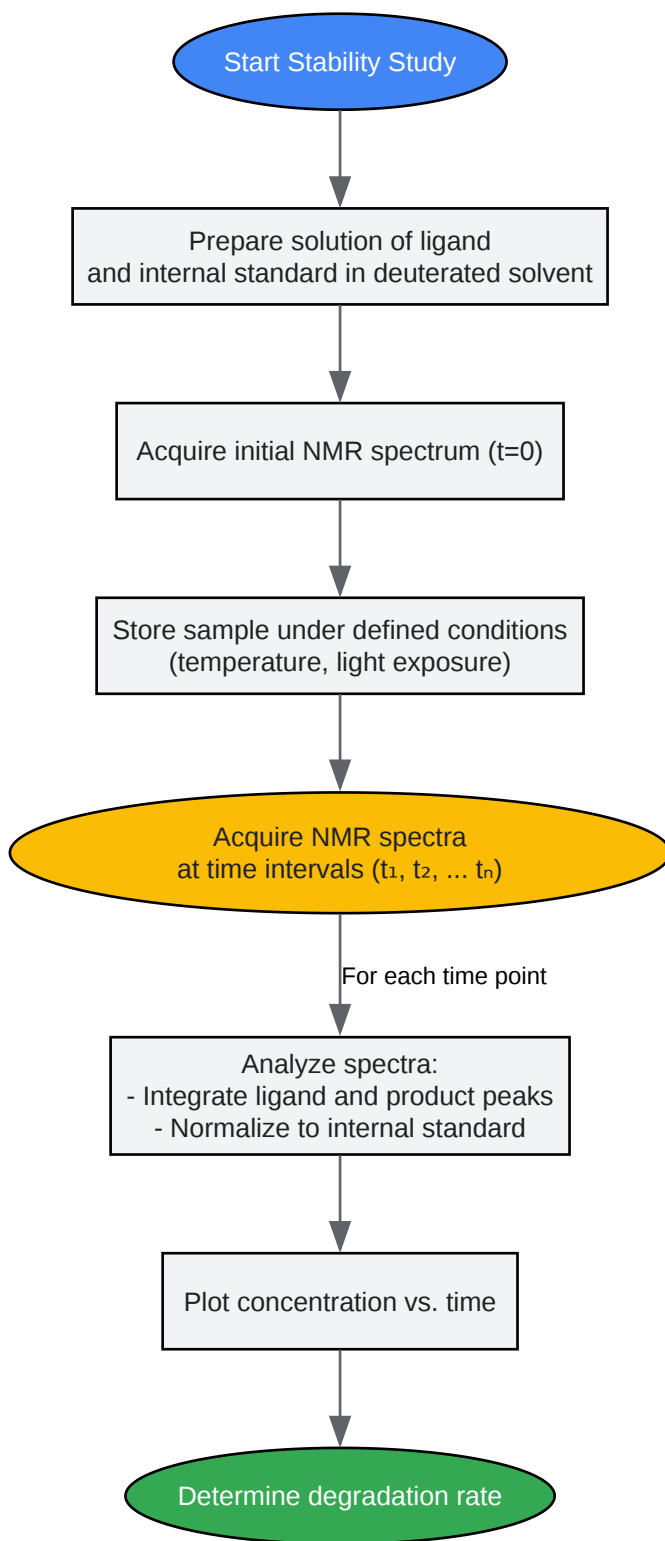 Start Stability Study
Prepare solution of ligand
and internal standard in deuterated solvent
Acquire initial NMR spectrum (t=0)
Store sample under defined conditions
(temperature, light exposure)
Acquire NMR spectra
at time intervals (t₁, t₂, ... tₙ)
For each time point
Analyze spectra:
- Integrate ligand and product peaks
- Normalize to internal standard
Plot concentration vs. time
Determine degradation rate